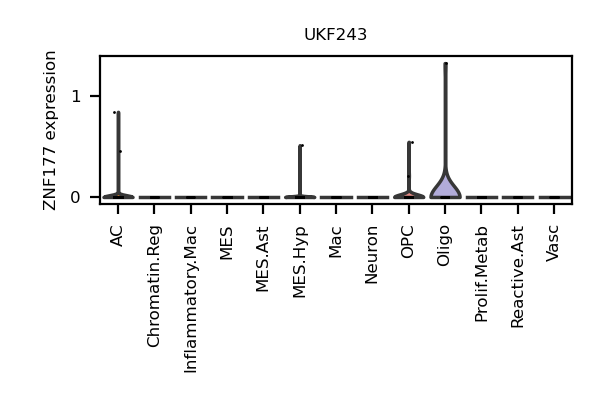 UKF243
ZNF177 expression
1
0
AC
Chromatin.Reg
Inflammatory.Mac
MES
MES.Ast
MES.Hyp
Mac
Neuron
OPC
Oligo
Prolif.Metab
Reactive.Ast
Vasc